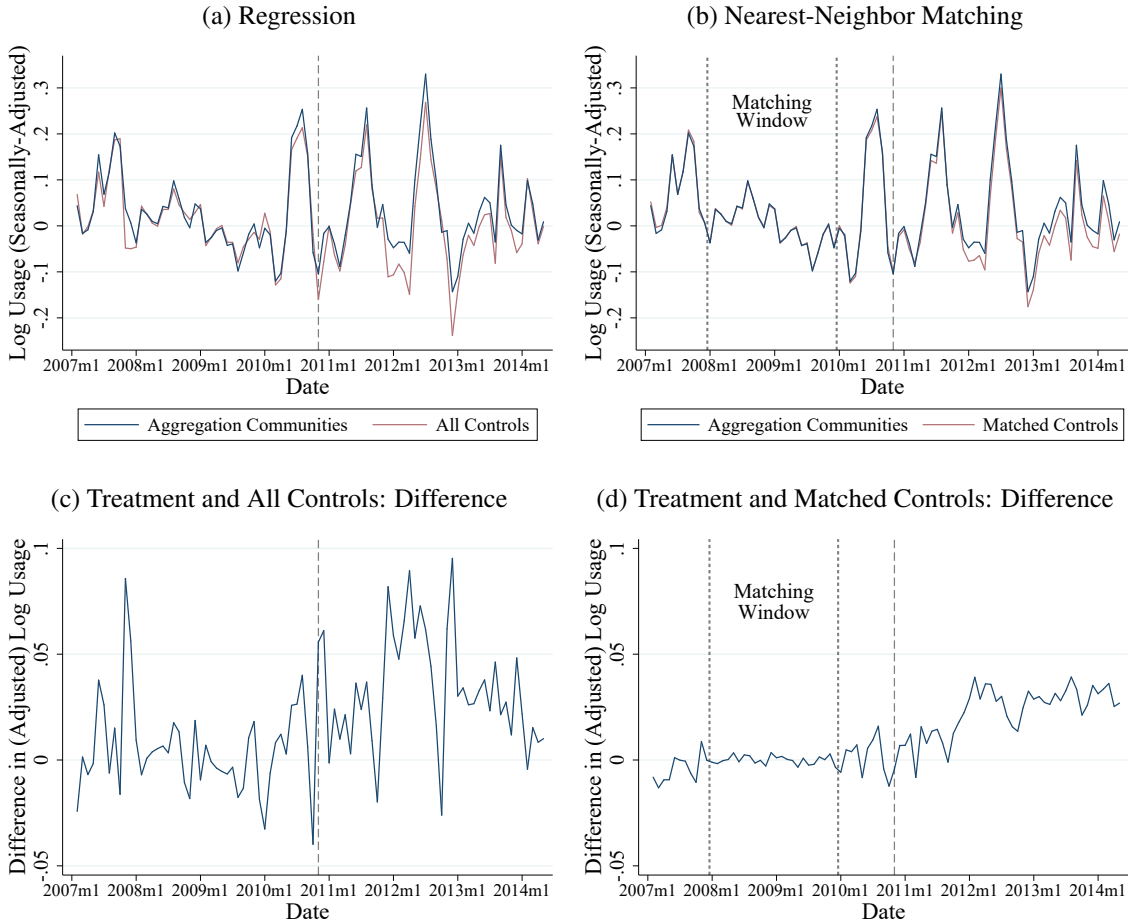 (a) Regression
Log Usage (Seasonally-Adjusted)
.3
.2
.1
0
-.1
-.2
2007m1 2008m1 2009m1 2010m1 2011m1 2012m1 2013m1 2014m1
Date
Aggregation Communities All Controls
(b) Nearest-Neighbor Matching
Log Usage (Seasonally-Adjusted)
.3
.2
.1
0
-.1
-.2
Matching
Window
2007m1 2008m1 2009m1 2010m1 2011m1 2012m1 2013m1 2014m1
Date
Aggregation Communities Matched Controls
(c) Treatment and All Controls: Difference
Difference in (Adjusted) Log Usage
.1
.05
0
-.05
2007m1 2008m1 2009m1 2010m1 2011m1 2012m1 2013m1 2014m1
Date
(d) Treatment and Matched Controls: Difference
Difference in (Adjusted) Log Usage
.1
.05
0
-.05
Matching
Window
2007m1 2008m1 2009m1 2010m1 2011m1 2012m1 2013m1 2014m1
Date